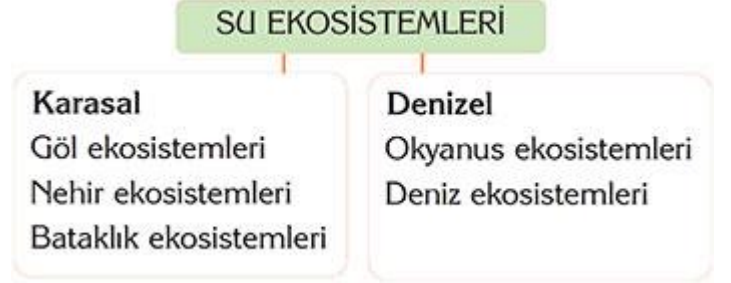 SU EKOSİSTEMLERİ
Karasal
Göl ekosistemleri
Nehir ekosistemleri
Bataklık ekosistemleri
Denizel
Okyanus ekosistemleri
Deniz ekosistemleri